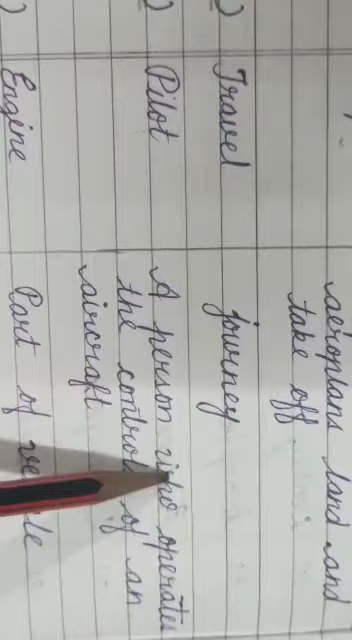 aeroplans land and
take off
) Travel journey
) Pilot A person who
the of an
aircraft
) Engine Part of